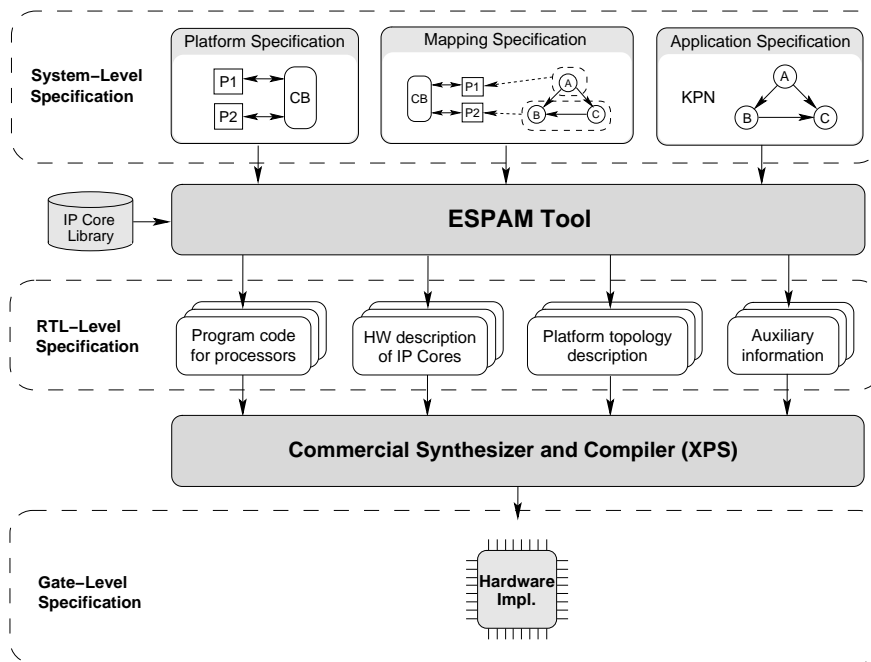 Platform Specification
Mapping Specification
Application Specification
System–Level
Specification
P1
P2
CB
CB
P1
P2
A
B
C
KPN
A
B
C
IP Core
Library
ESPAM Tool
RTL–Level
Specification
Program code
for processors
HW description
of IP Cores
Platform topology
description
Auxiliary
information
Commercial Synthesizer and Compiler (XPS)
Gate–Level
Specification
Hardware
Impl.